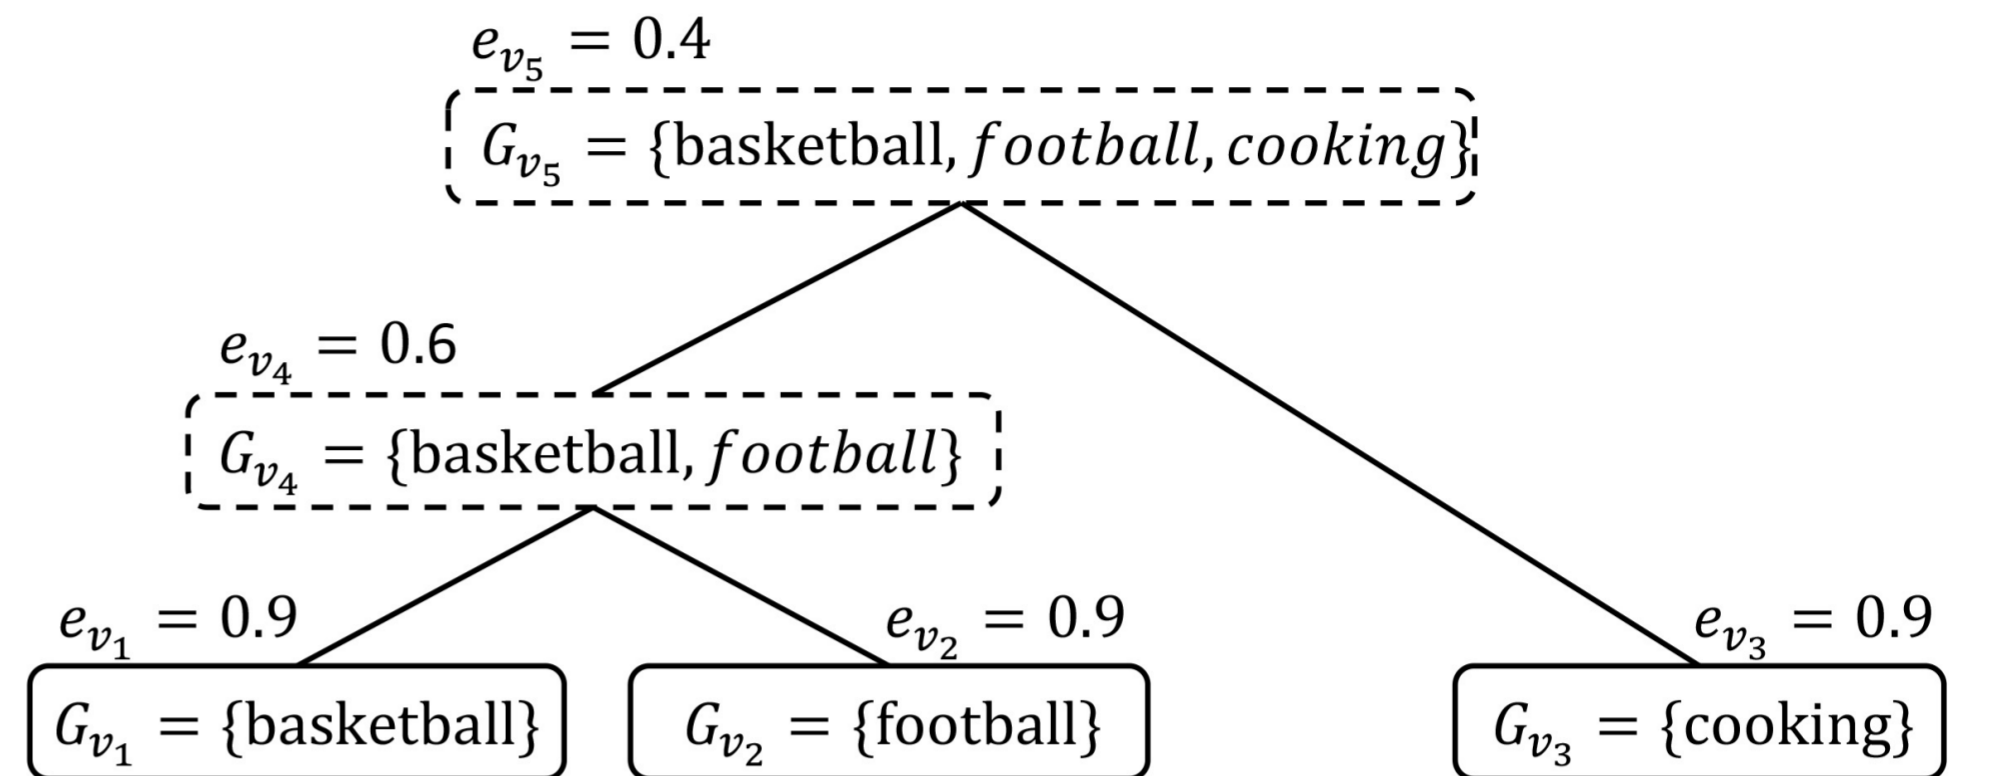 e_{v_5} = 0.4
G_{v_5} = {basketball, football, cooking}
e_{v_4} = 0.6
G_{v_4} = {basketball, football}
e_{v_1} = 0.9 e_{v_2} = 0.9 e_{v_3} = 0.9
G_{v_1} = {basketball} G_{v_2} = {football} G_{v_3} = {cooking}